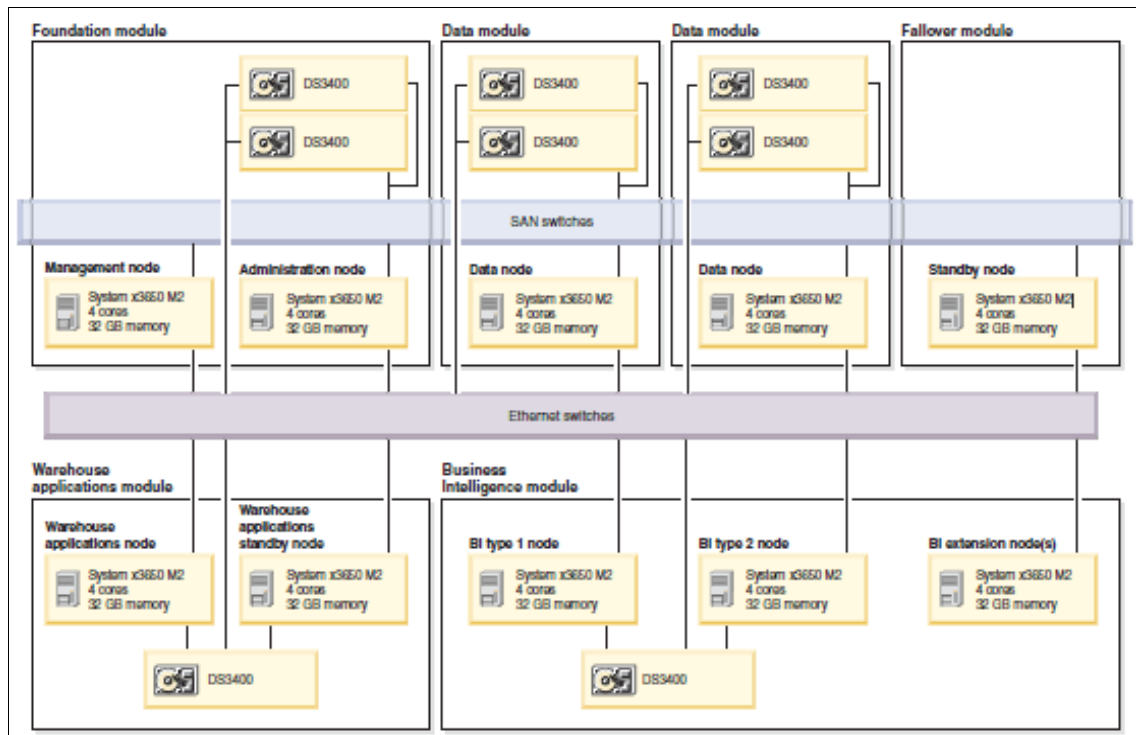 Foundation module
Data module
Data module
Failover module
DS3400
DS3400
DS3400
DS3400
DS3400
DS3400
SAN switches
Management node
System x3650 M2
4 cores
32 GB memory
Administration node
System x3650 M2
4 cores
32 GB memory
Data node
System x3650 M2
4 cores
32 GB memory
Data node
System x3650 M2
4 cores
32 GB memory
Standby node
System x3650 M2
4 cores
32 GB memory
Ethernet switches
Warehouse
applications module
Warehouse
applications node
System x3650 M2
4 cores
32 GB memory
Warehouse
applications
standby node
System x3650 M2
4 cores
32 GB memory
DS3400
Business
Intelligence module
BI type 1 node
System x3650 M2
4 cores
32 GB memory
BI type 2 node
System x3650 M2
4 cores
32 GB memory
BI extension node(s)
System x3650 M2
4 cores
32 GB memory
DS3400